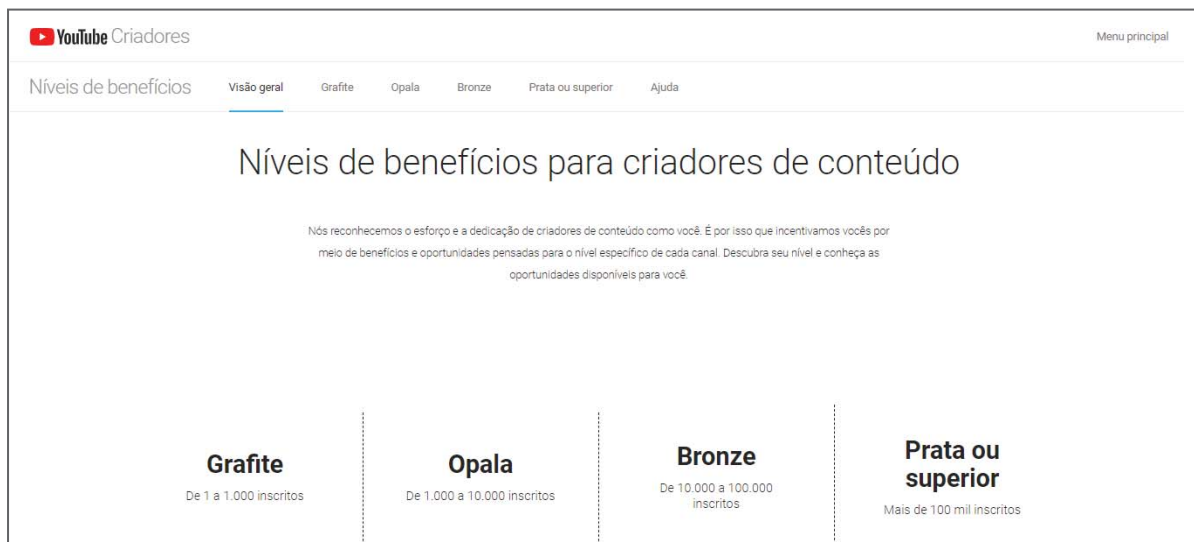 YouTube Criadores
Menu principal
Níveis de benefícios
Visão geral Grafite Opala Bronze Prata ou superior Ajuda
Níveis de benefícios para criadores de conteúdo
Nós reconhecemos o esforço e a dedicação de criadores de conteúdo como você. É por isso que incentivamos vocês por
meio de benefícios e oportunidades pensadas para o nível específico de cada canal. Descubra seu nível e conheça as
oportunidades disponíveis para você.
Grafite
De 1 a 1.000 inscritos
Opala
De 1.000 a 10.000 inscritos
Bronze
De 10.000 a 100.000
inscritos
Prata ou
superior
Mais de 100 mil inscritos